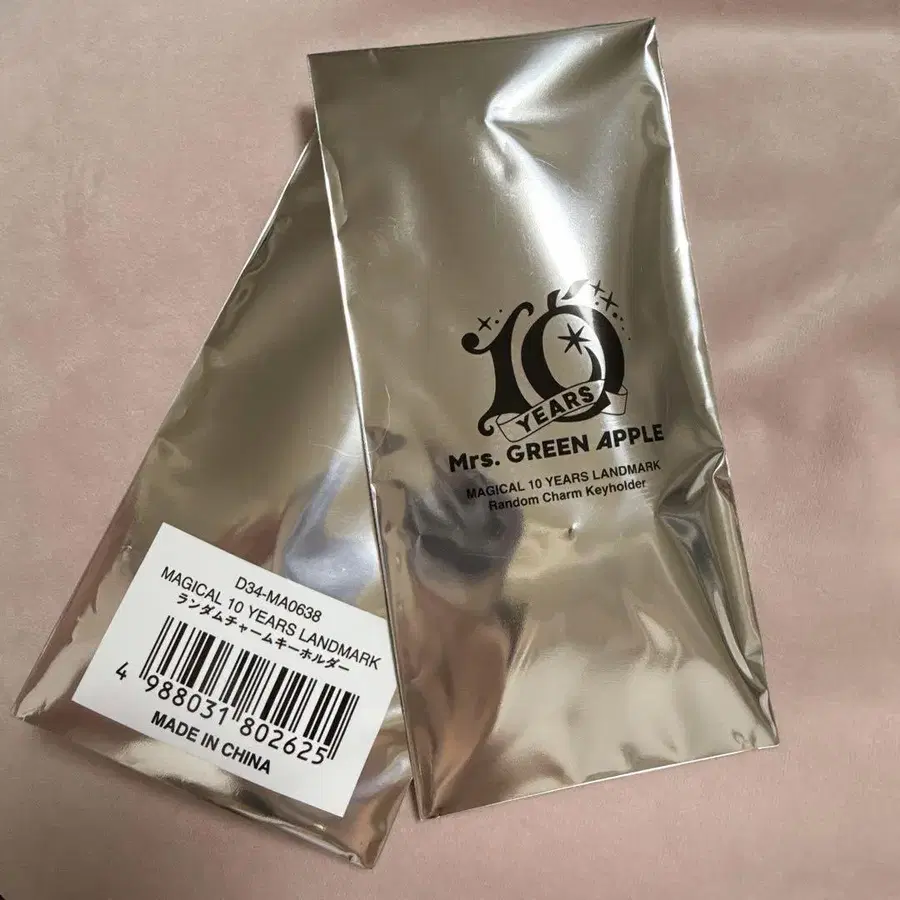 10
YEARS
Mrs. GREEN APPLE
MAGICAL 10 YEARS LANDMARK
Random Charm Keyholder
D34-MA0638
MAGICAL 10 YEARS LANDMARK
ランダムチャームキーホルダー
4 988031 802625
MADE IN CHINA